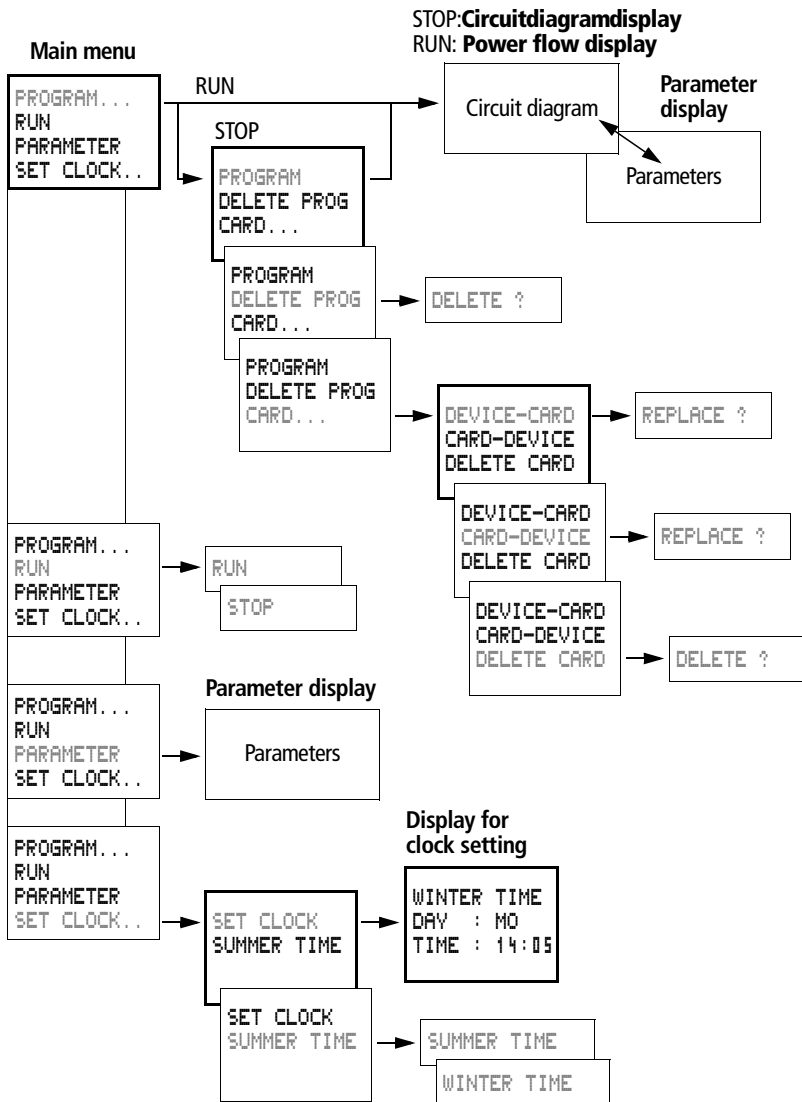 STOP:Circuitdiagramdisplay
RUN: Power flow display
Main menu
PROGRAM...
RUN
PARAMETER
SET CLOCK..
RUN
Circuit diagram
Parameter
display
Parameters
STOP
PROGRAM
DELETE PROG
CARD...
PROGRAM
DELETE PROG
CARD...
DELETE ?
PROGRAM
DELETE PROG
CARD...
DEVICE-CARD
CARD-DEVICE
DELETE CARD
REPLACE ?
DEVICE-CARD
CARD-DEVICE
DELETE CARD
REPLACE ?
DEVICE-CARD
CARD-DEVICE
DELETE CARD
DELETE ?
PROGRAM...
RUN
PARAMETER
SET CLOCK..
RUN
STOP
Parameter display
PROGRAM...
RUN
PARAMETER
SET CLOCK..
Parameters
Display for
clock setting
PROGRAM...
RUN
PARAMETER
SET CLOCK..
SET CLOCK
SUMMER TIME
WINTER TIME
DAY : MO
TIME : 14:05
SET CLOCK
SUMMER TIME
SUMMER TIME
WINTER TIME